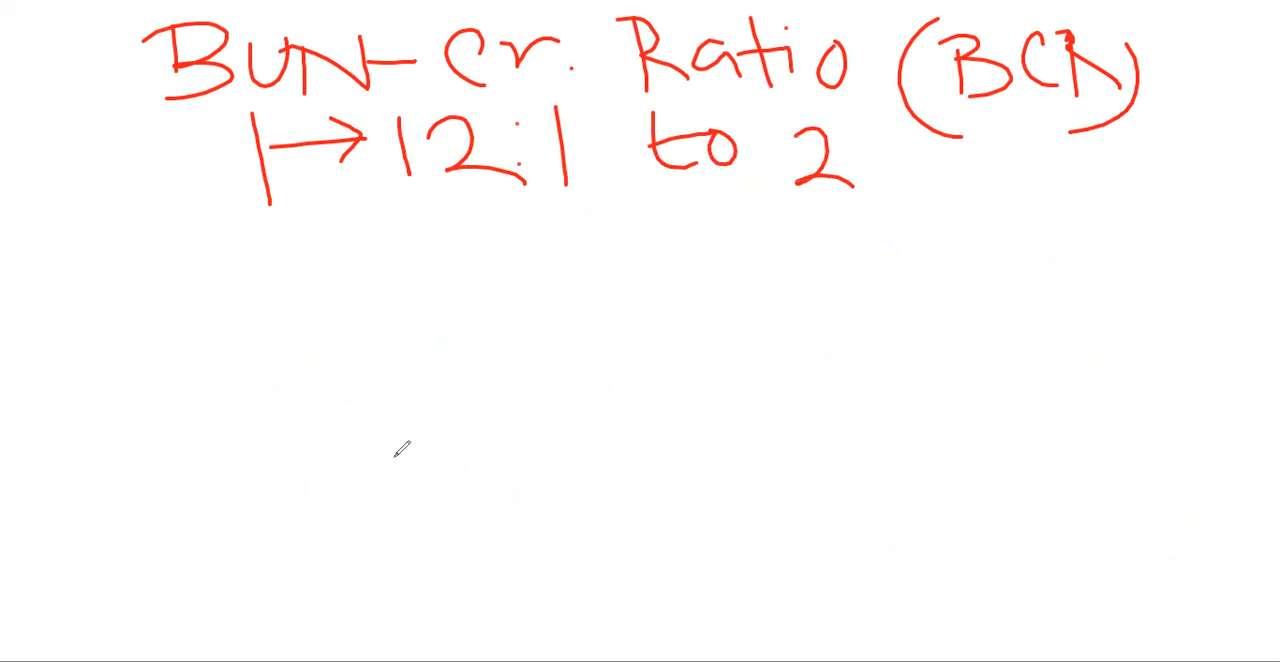 BUN-Cr. Ratio (BCR)
↦ 12:1 to 2